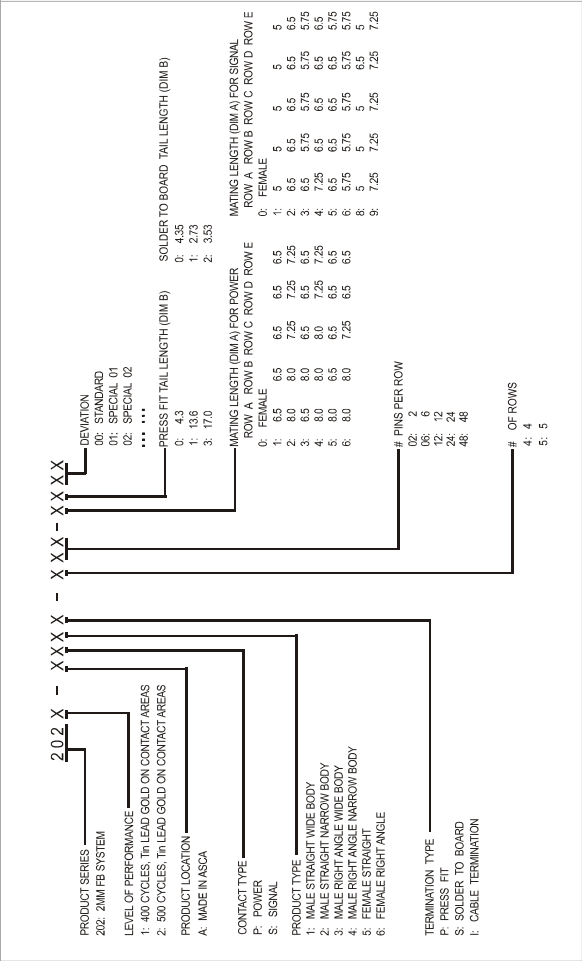 202X - XXXX - XXX - XXXX
PRODUCT SERIES
202: 2MM FB SYSTEM
LEVEL OF PERFORMANCE
1: 400 CYCLES, Tin LEAD GOLD ON CONTACT AREAS
2: 500 CYCLES, Tin LEAD GOLD ON CONTACT AREAS
PRODUCT LOCATION
A: MADE IN ASCA
CONTACT TYPE
P: POWER
S: SIGNAL
PRODUCT TYPE
1: MALE STRAIGHT WIDE BODY
2: MALE STRAIGHT NARROW BODY
3: MALE RIGHT ANGLE WIDE BODY
4: MALE RIGHT ANGLE NARROW BODY
5: FEMALE STRAIGHT
6: FEMALE RIGHT ANGLE
TERMINATION TYPE
P: PRESS FIT
S: SOLDER TO BOARD
I: CABLE TERMINATION
DEVIATION
00: STANDARD
01: SPECIAL 01
02: SPECIAL 02
... ...
PRESS FIT TAIL LENGTH (DIM B)
0: 4.3
1: 13.6
3: 17.0
SOLDER TO BOARD TAIL LENGTH (DIM B)
0: 4.35
1: 2.73
2: 3.53
MATING LENGTH (DIM A) FOR POWER
ROW A ROW B ROW C ROW D ROW E
0: FEMALE
1: 6.5 6.5 6.5 6.5 6.5
2: 8.0 8.0 7.25 7.25 7.25
3: 6.5 8.0 6.5 6.5 6.5
4: 8.0 8.0 8.0 7.25 7.25
5: 8.0 8.0 6.5 6.5 6.5
6: 8.0 8.0 7.25 6.5 6.5
MATING LENGTH (DIM A) FOR SIGNAL
ROW A ROW B ROW C ROW D ROW E
0: FEMALE
1: 5 5 5 5 5
2: 6.5 6.5 6.5 6.5 6.5
3: 6.5 5.75 5.75 5.75 5.75
4: 7.25 6.5 6.5 6.5 6.5
5: 6.5 6.5 6.5 6.5 6.5
6: 5.75 5.75 5.75 5.75 5.75
8: 5 5 5 6.5 5
9: 7.25 7.25 7.25 7.25 7.25
# PINS PER ROW
02: 2
06: 6
12: 12
24: 24
48: 48
# OF ROWS
4: 4
5: 5